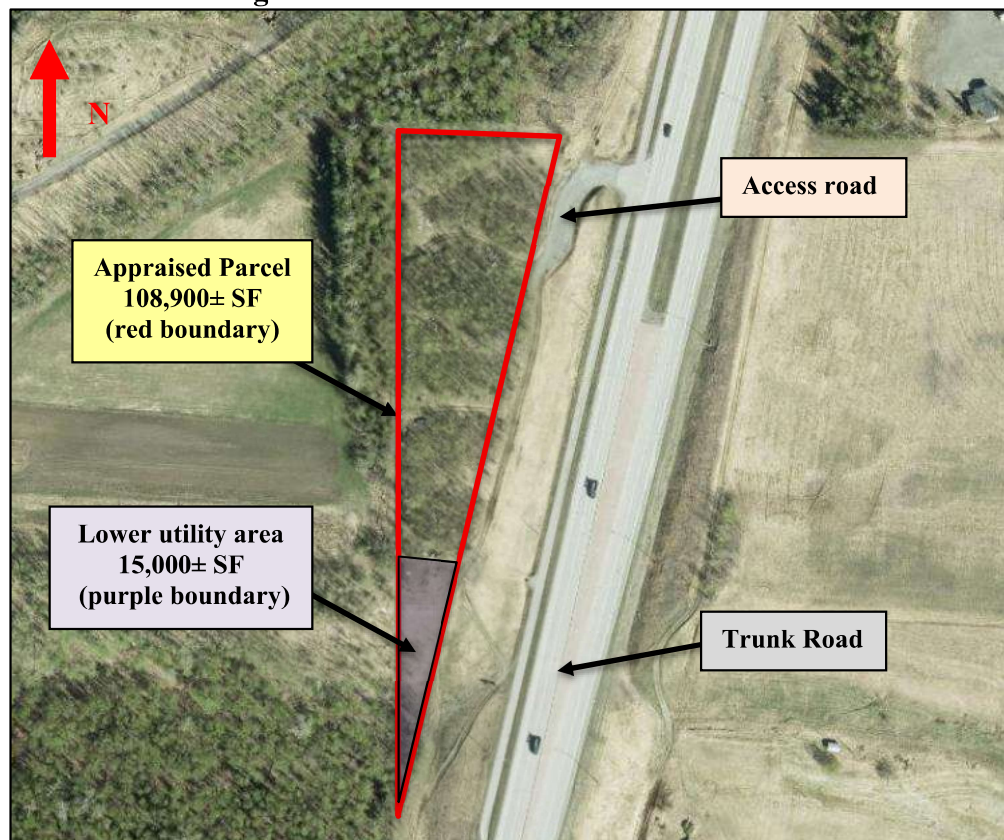 N
Access road
Appraised Parcel
108,900± SF
(red boundary)
Lower utility area
15,000± SF
(purple boundary)
Trunk Road